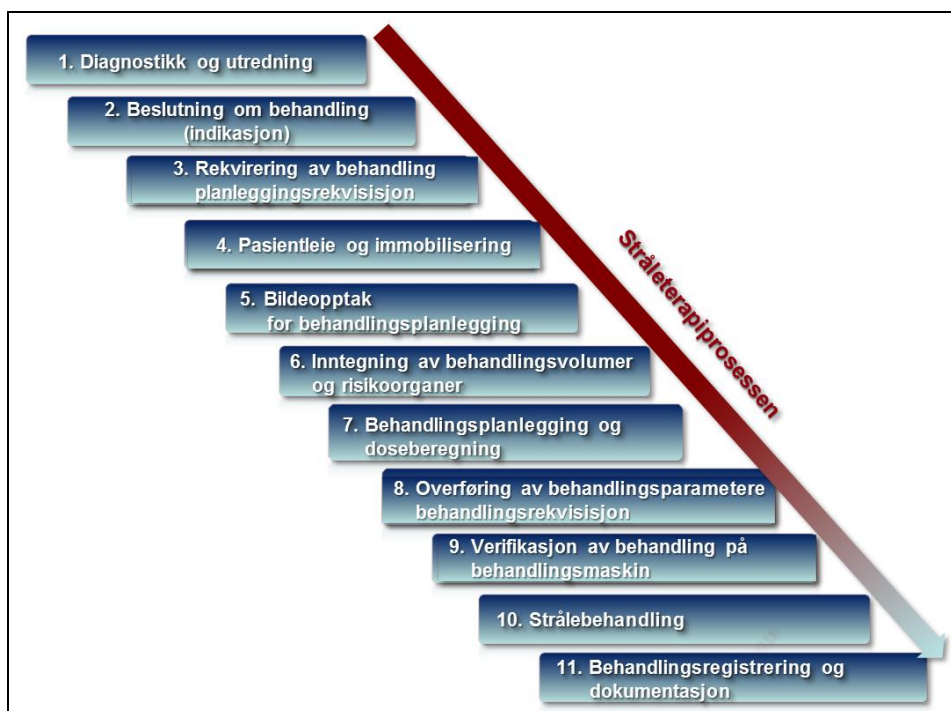 1. Diagnostikk og utredning
2. Beslutning om behandling
(indikasjon)
3. Rekvirering av behandling
planleggingsrekvisisjon
4. Pasientleie og immobilisering
5. Bildeopptak
for behandlingsplanlegging
6. Inntegning av behandlingsvolumer
og risikoorganer
7. Behandlingsplanlegging og
doseberegning
8. Overføring av behandlingsparametere
behandlingsrekvisisjon
9. Verifikasjon av behandling på
behandlingsmaskin
10. Strålebehandling
11. Behandlingsregistrering og
dokumentasjon
Stråleterapiprosessen